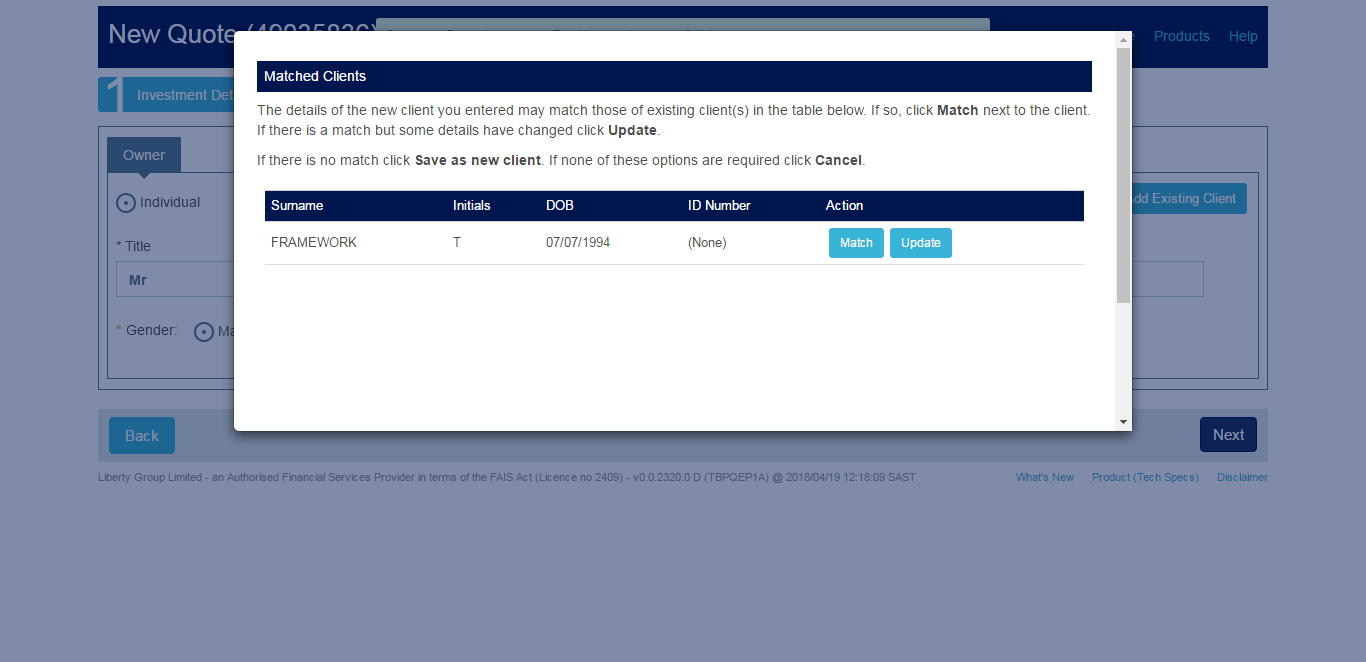 New Quote
Products Help
1 Investment Det
Matched Clients
The details of the new client you entered may match those of existing client(s) in the table below. If so, click Match next to the client.
If there is a match but some details have changed click Update.
If there is no match click Save as new client. If none of these options are required click Cancel.
Owner
Individual
dd Existing Client
Surname Initials DOB ID Number Action
FRAMEWORK T 07/07/1994 (None) Match Update
* Title
Mr
* Gender: Ma
Back
Next
Liberty Group Limited - an Authorised Financial Services Provider in terms of the FAIS Act (Licence no 2409) - v0.0.2320.0 D (TBPQEP1A) @ 2018/04/19 12:18:09 SAST What's New Product (Tech Specs) Disclaimer